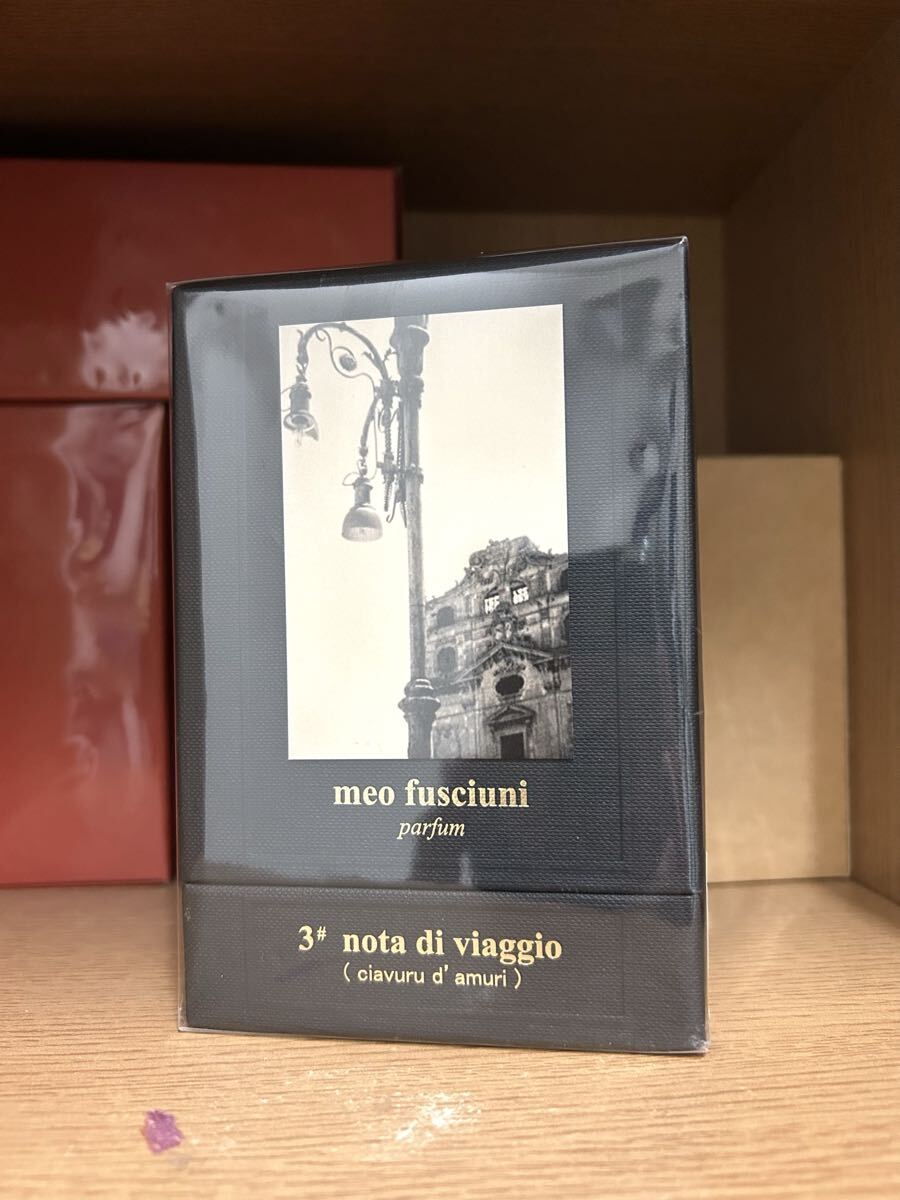 meo fusciuni
parfum
3# nota di viaggio
( ciavuru d' amuri )